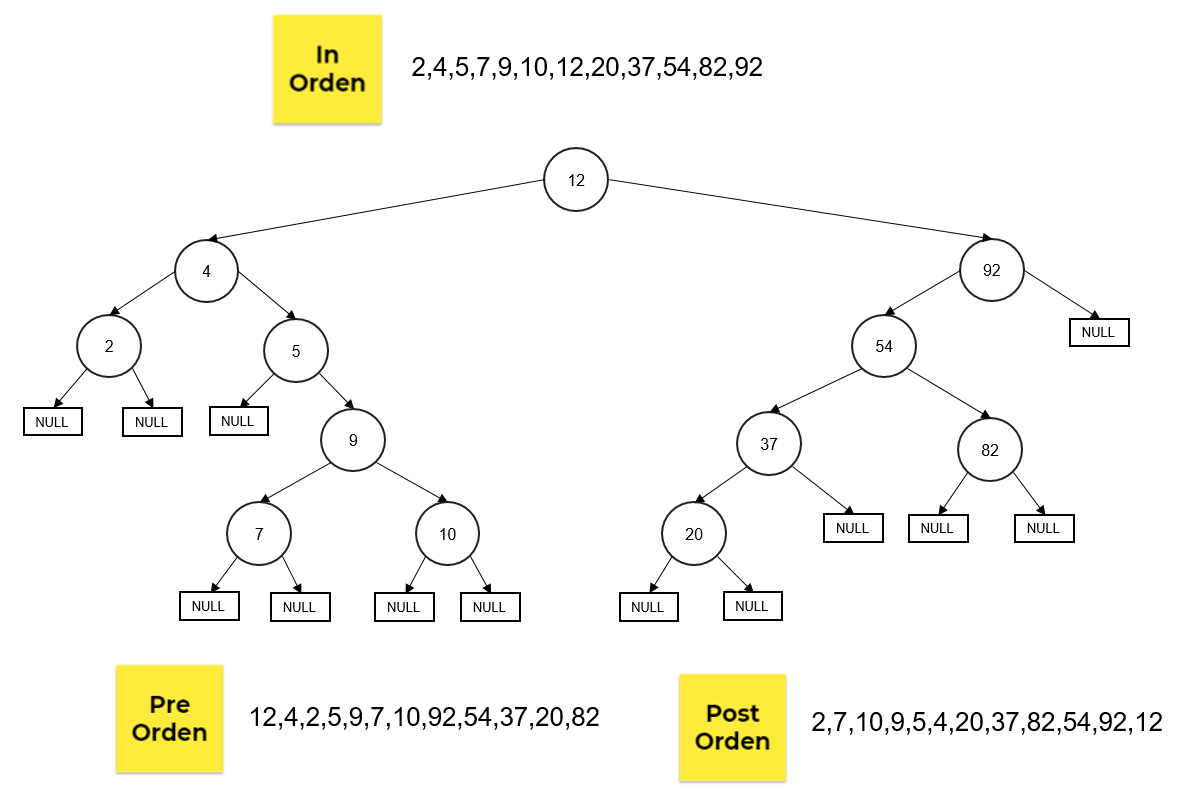 In
Orden
2,4,5,7,9,10,12,20,37,54,82,92
12
4
92
2
5
54
NULL
NULL
NULL
NULL
9
37
82
7
10
20
NULL
NULL
NULL
NULL
NULL
NULL
NULL
NULL
NULL
Pre
Orden
12,4,2,5,9,7,10,92,54,37,20,82
Post
Orden
2,7,10,9,5,4,20,37,82,54,92,12